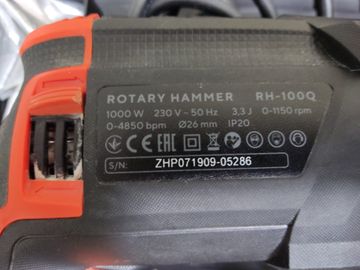 ROTARY HAMMER RH-100Q
1000 W 230 V ~ 50 Hz 3,3 J 0-1150 rpm
0-4850 bpm Ø26 mm IP20
S/N: ZHP071909-05286